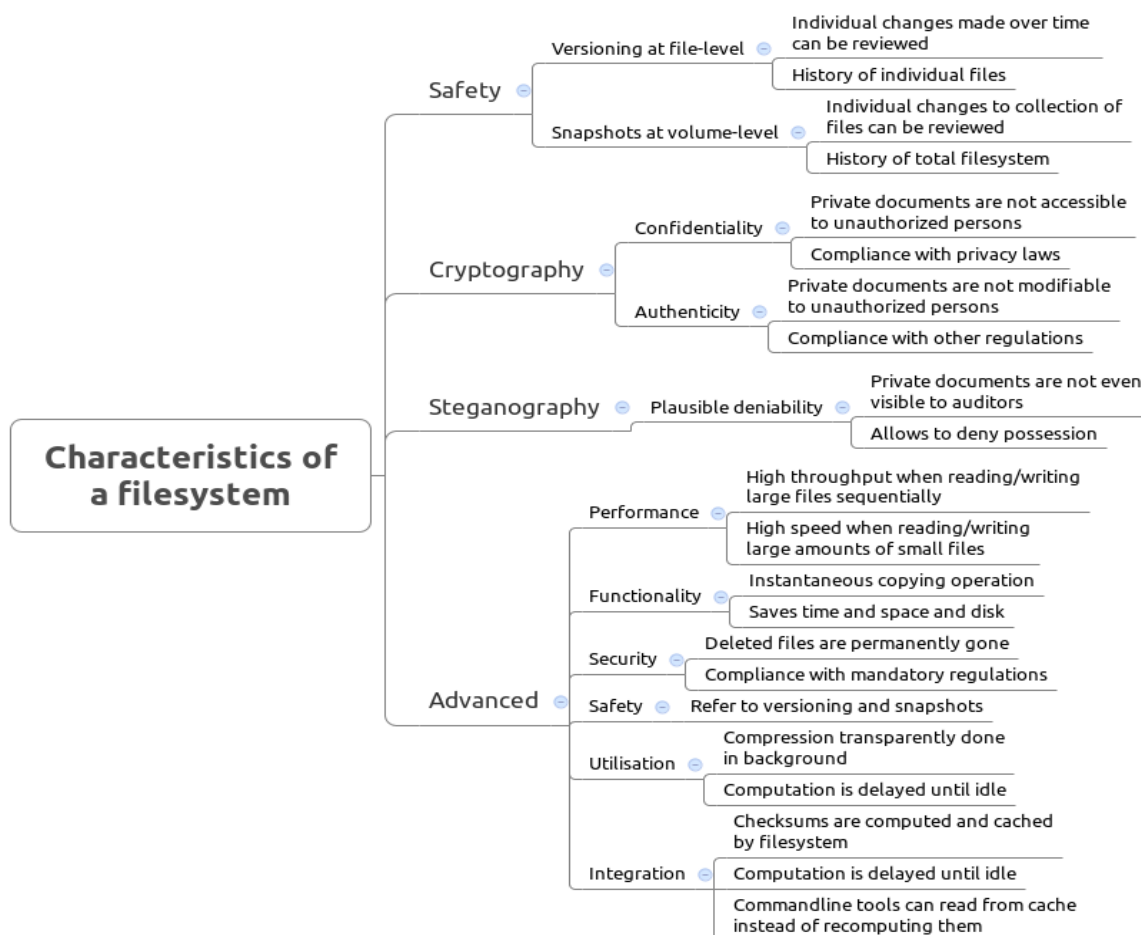 Characteristics of
a filesystem
Safety
Versioning at file-level
Individual changes made over time
can be reviewed
History of individual files
Snapshots at volume-level
Individual changes to collection of
files can be reviewed
History of total filesystem
Cryptography
Confidentiality
Private documents are not accessible
to unauthorized persons
Compliance with privacy laws
Authenticity
Private documents are not modifiable
to unauthorized persons
Compliance with other regulations
Steganography
Plausible deniability
Private documents are not even
visible to auditors
Allows to deny possession
Advanced
Performance
High throughput when reading/writing
large files sequentially
High speed when reading/writing
large amounts of small files
Functionality
Instantaneous copying operation
Saves time and space and disk
Security
Deleted files are permanently gone
Compliance with mandatory regulations
Safety
Refer to versioning and snapshots
Utilisation
Compression transparently done
in background
Computation is delayed until idle
Integration
Checksums are computed and cached
by filesystem
Computation is delayed until idle
Commandline tools can read from cache
instead of recomputing them